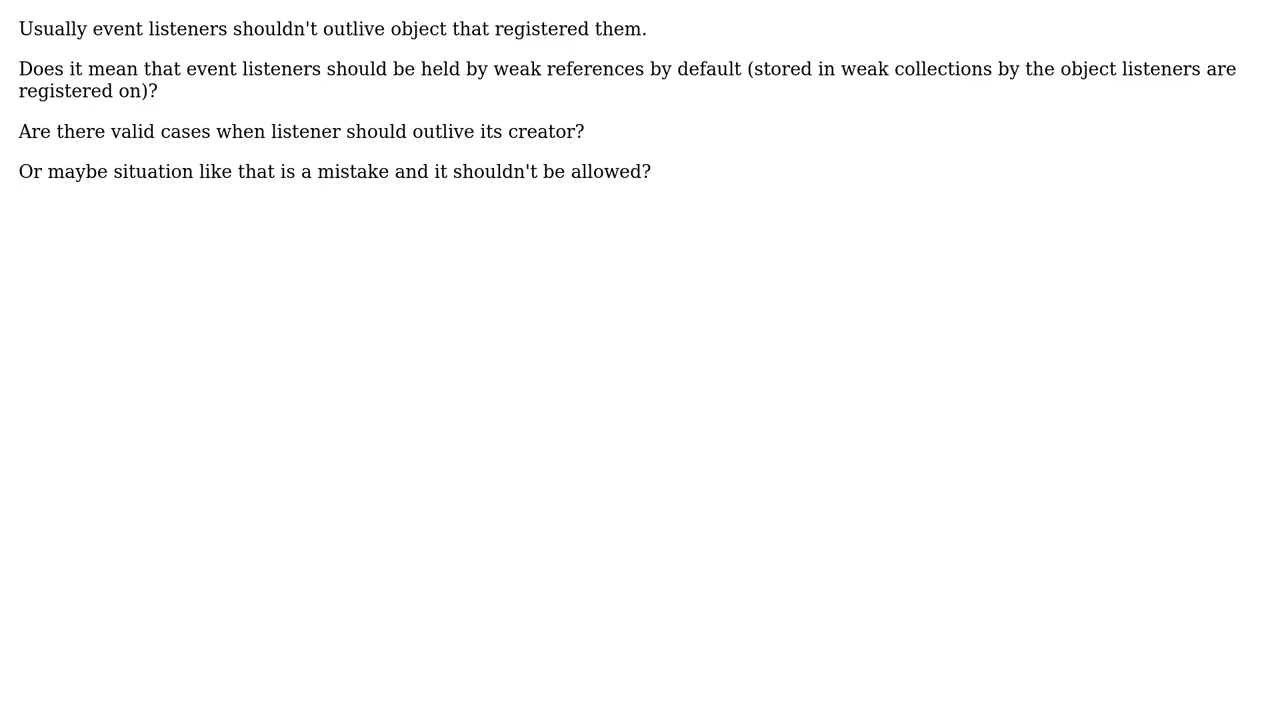 Usually event listeners shouldn't outlive object that registered them.
Does it mean that event listeners should be held by weak references by default (stored in weak collections by the object listeners are
registered on)?
Are there valid cases when listener should outlive its creator?
Or maybe situation like that is a mistake and it shouldn't be allowed?